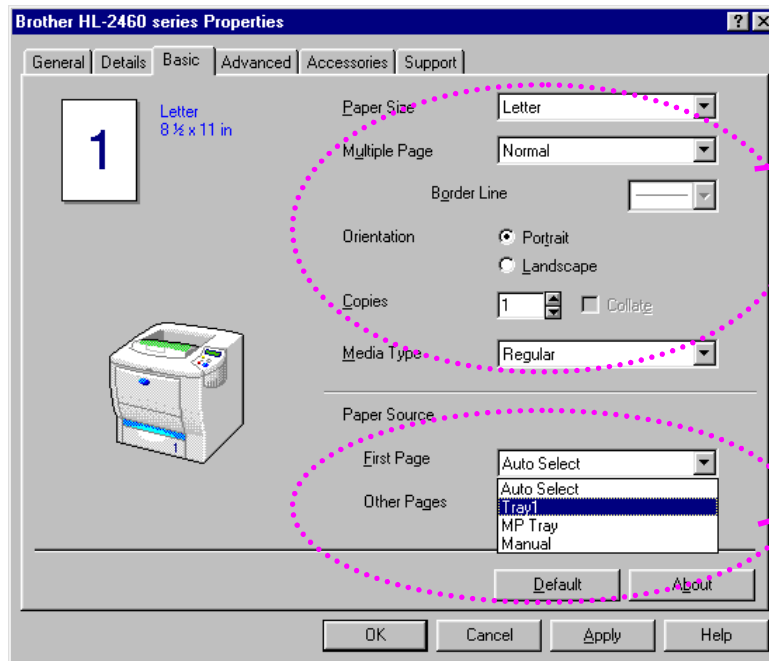 Brother HL-2460 series Properties
General Details Basic Advanced Accessories Support
1
Letter
8 ½ x 11 in
Paper Size Letter
Multiple Page Normal
Border Line
Orientation Portrait
Landscape
Copies 1 Collate
Media Type Regular
Paper Source
First Page Auto Select
Other Pages
Auto Select
Tray1
MP Tray
Manual
1
Default About
OK Cancel Apply Help